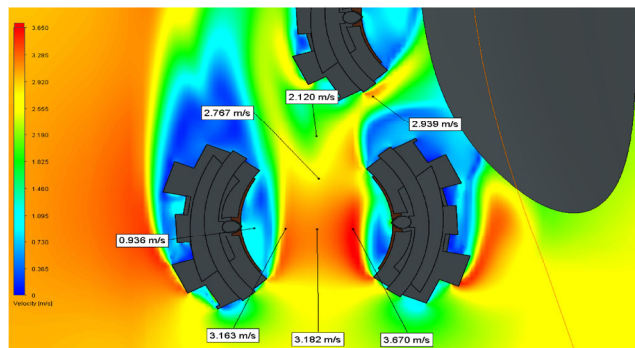 3.650
3.285
2.920
2.555
2.190
1.825
1.460
1.095
0.730
0.365
0
Velocity [m/s]
2.120 m/s
2.767 m/s
2.939 m/s
0.936 m/s
3.163 m/s
3.182 m/s
3.670 m/s